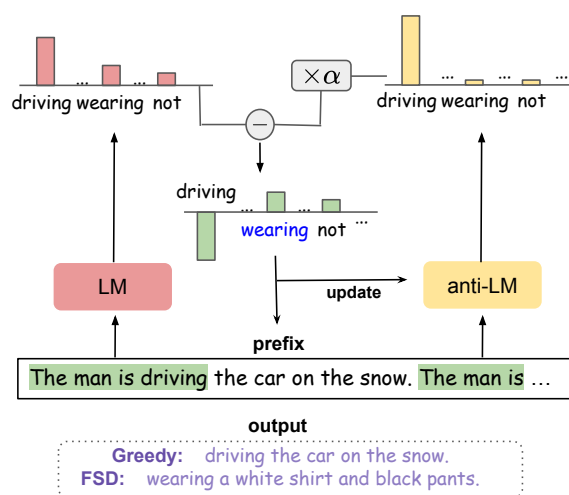 ×α
... ... ... ... ...
driving wearing not driving wearing not
−
driving
... ... ...
wearing not
LM anti-LM
update
prefix
The man is driving the car on the snow. The man is ...
output
Greedy: driving the car on the snow.
FSD: wearing a white shirt and black pants.